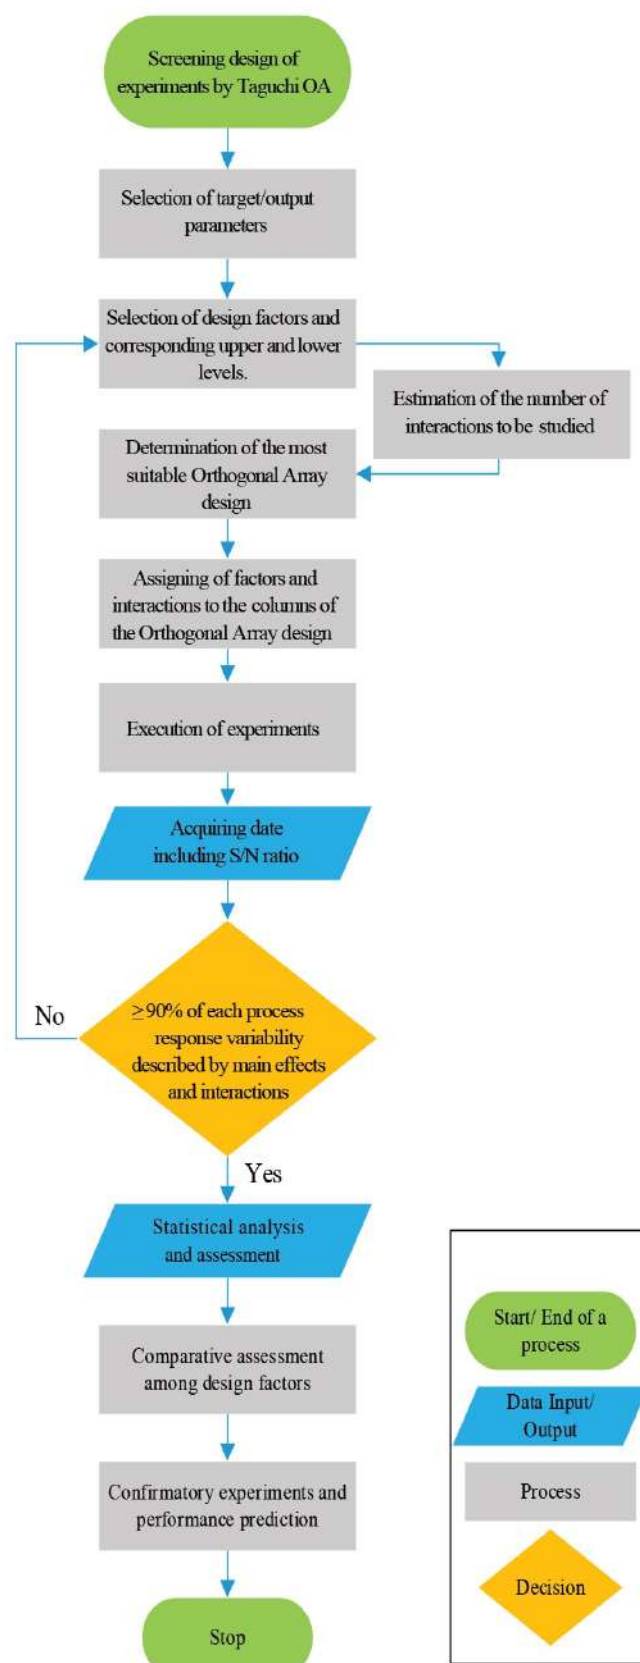 Screening design of
experiments by Taguchi OA
Selection of target/output
parameters
Selection of design factors and
corresponding upper and lower
levels.
Estimation of the number of
interactions to be studied
Determination of the most
suitable Orthogonal Array
design
Assigning of factors and
interactions to the columns of
the Orthogonal Array design
Execution of experiments
Acquiring date
including S/N ratio
≥90% of each process
response variability
described by main effects
and interactions
No
Yes
Statistical analysis
and assessment
Comparative assessment
among design factors
Confirmatory experiments and
performance prediction
Stop
Start/ End of a
process
Data Input/
Output
Process
Decision